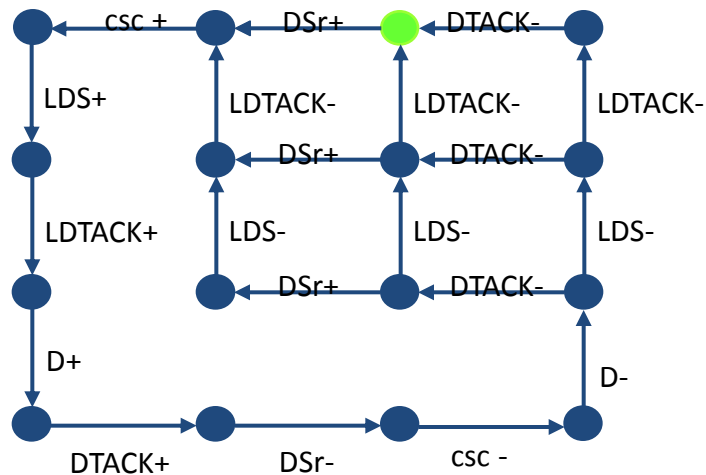 csc + DSr+ DTACK-
LDS+ LDTACK- LDTACK- LDTACK-
DSr+ DTACK-
LDTACK+ LDS- LDS- LDS-
DSr+ DTACK-
D+ D-
DTACK+ DSr- csc -